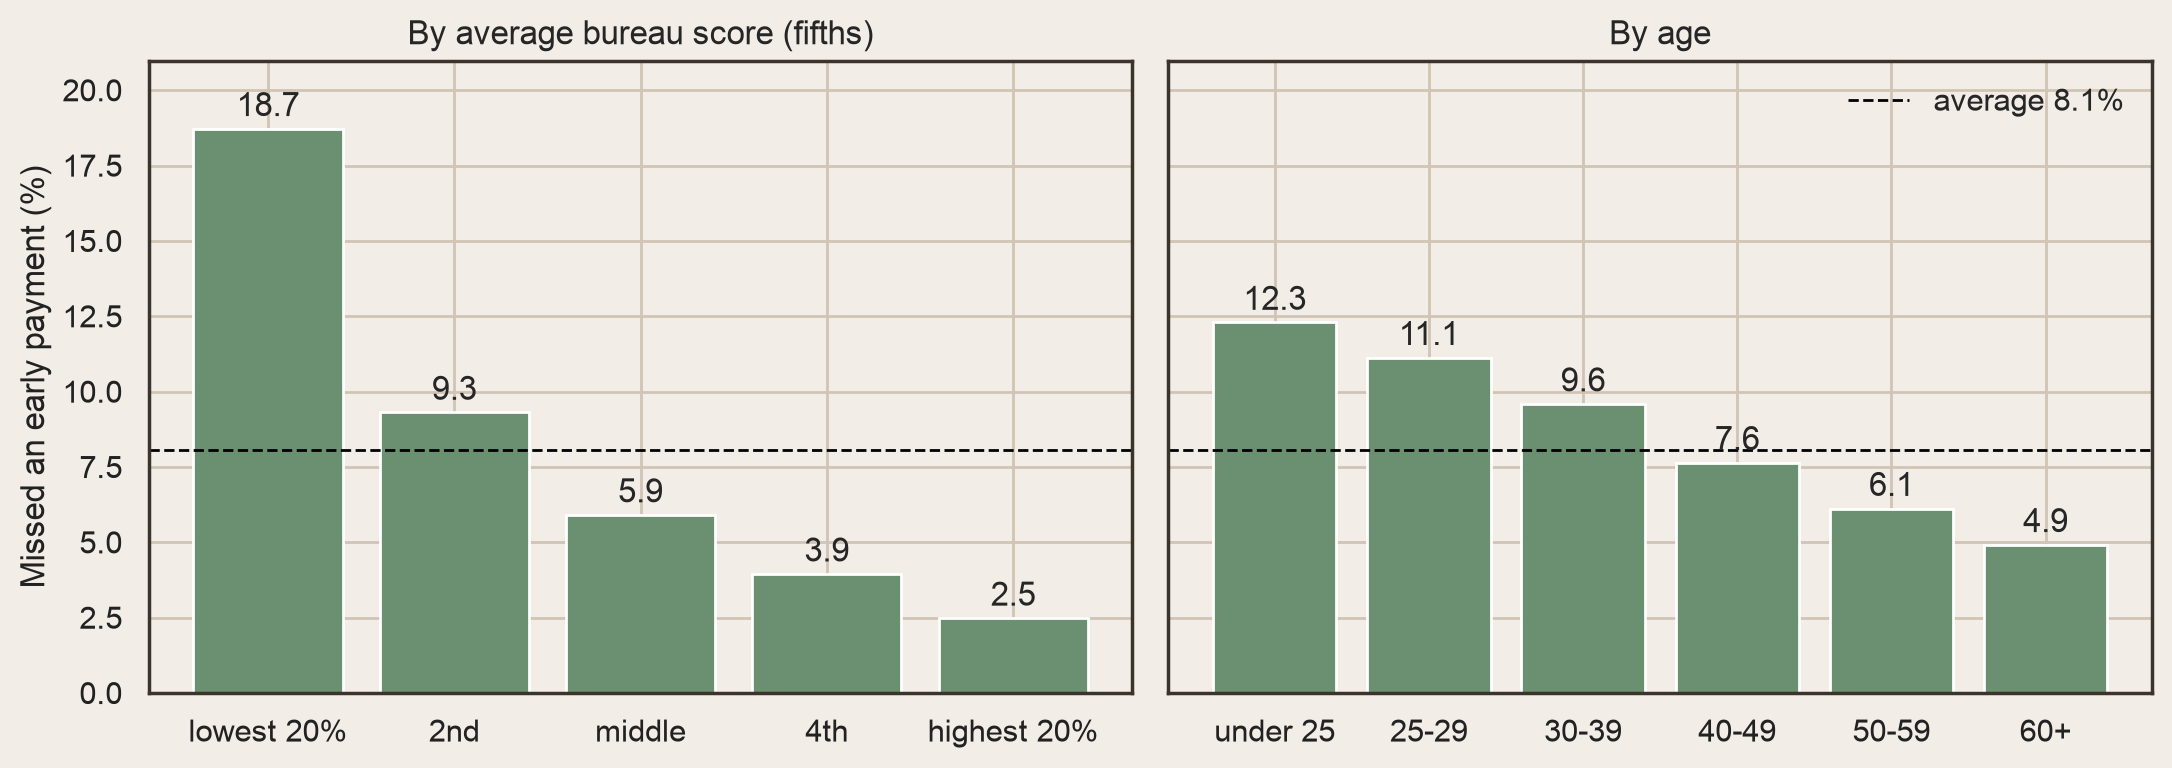 By average bureau score (fifths)
Missed an early payment (%)
20.0
17.5
15.0
12.5
10.0
7.5
5.0
2.5
0.0
18.7
9.3
5.9
3.9
2.5
lowest 20%
2nd
middle
4th
highest 20%
By age
average 8.1%
12.3
11.1
9.6
7.6
6.1
4.9
under 25
25-29
30-39
40-49
50-59
60+